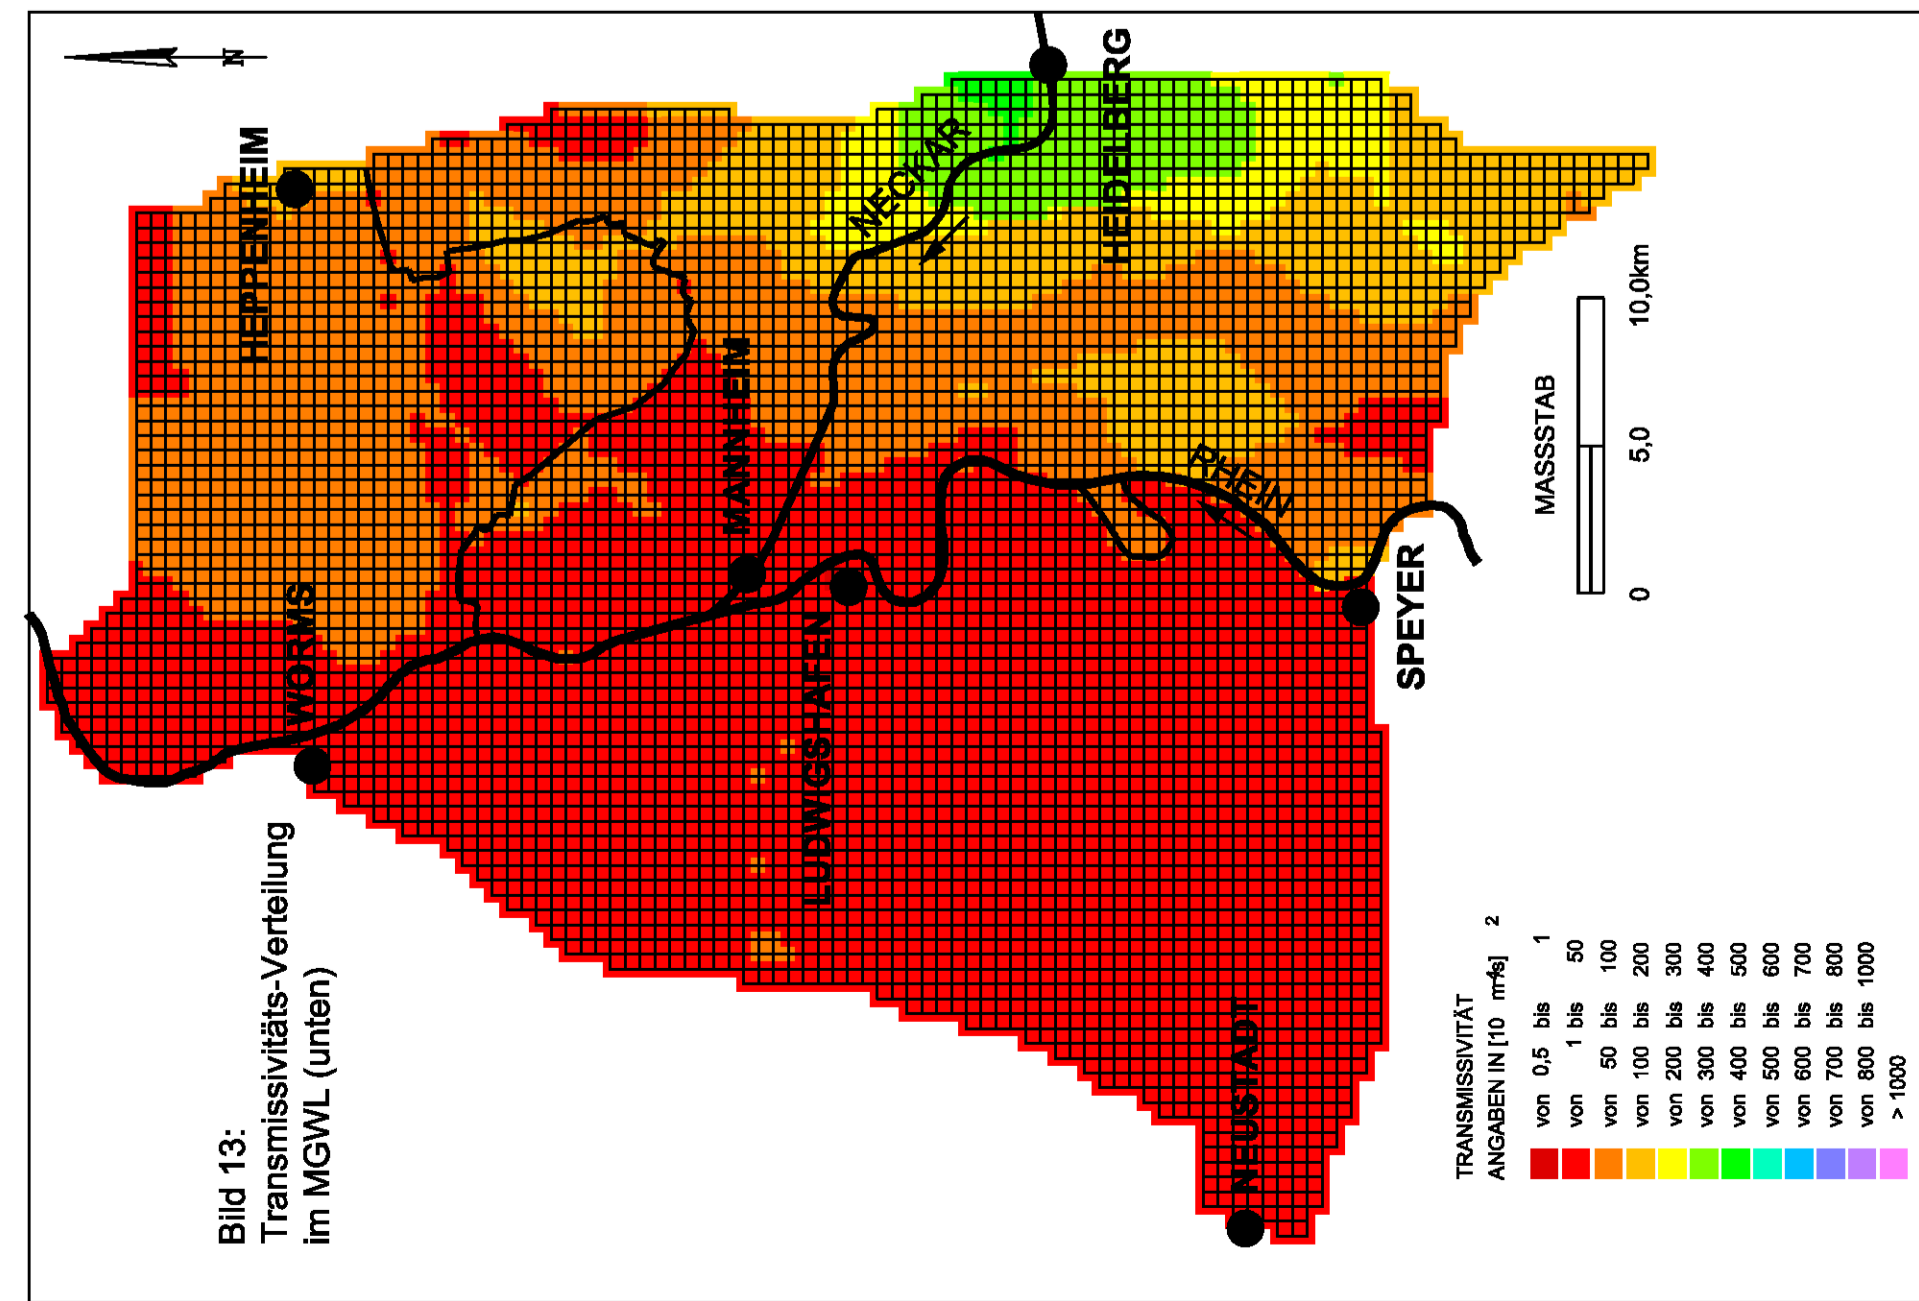 Bild 13:
Transmissivitäts-Verteilung
im MGWL (unten)
N
HEPPENHEIM
WORMS
MANNHEIM
LUDWIGSHAFEN
NECKAR
HEIDELBERG
RHEIN
SPEYER
NEUSTADT
MASSSTAB
0 5,0 10,0km
TRANSMISSIVITÄT
ANGABEN IN [10 m²/s] 2
von 0,5 bis 1
von 1 bis 50
von 50 bis 100
von 100 bis 200
von 200 bis 300
von 300 bis 400
von 400 bis 500
von 500 bis 600
von 600 bis 700
von 700 bis 800
von 800 bis 1000
> 1000